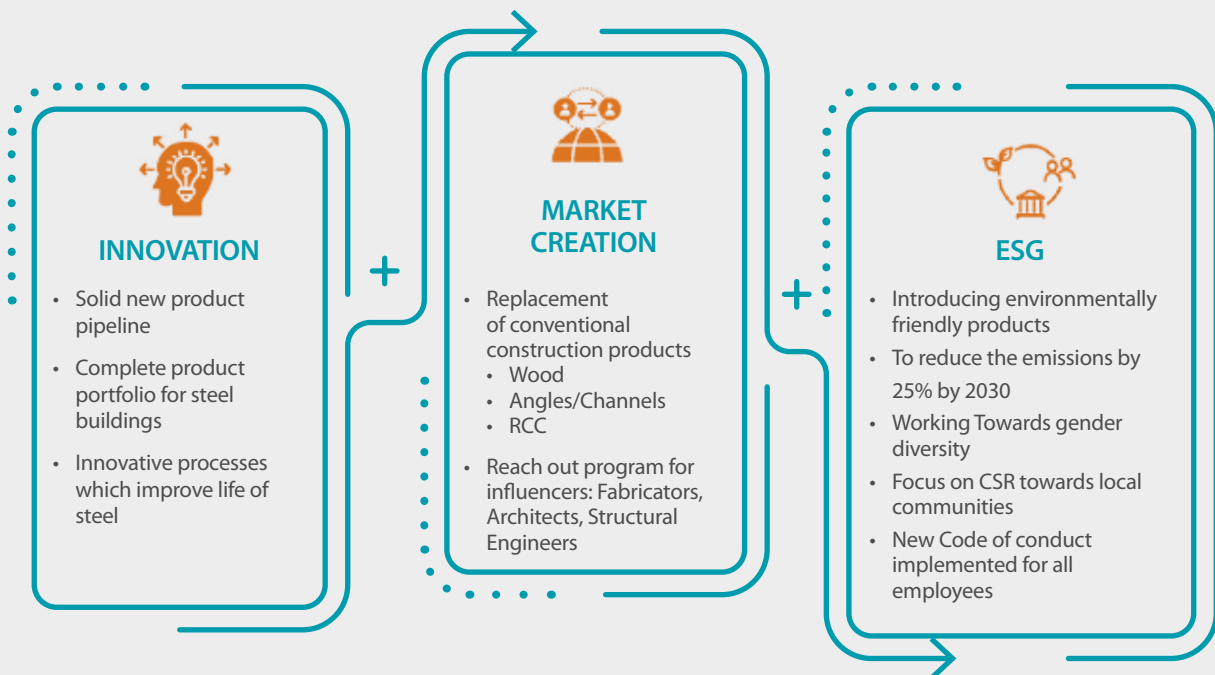 INNOVATION
• Solid new product
pipeline
• Complete product
portfolio for steel
buildings
• Innovative processes
which improve life of
steel
+
MARKET
CREATION
• Replacement
of conventional
construction products
• Wood
• Angles/Channels
• RCC
• Reach out program for
influencers: Fabricators,
Architects, Structural
Engineers
+
ESG
• Introducing environmentally
friendly products
• To reduce the emissions by
25% by 2030
• Working Towards gender
diversity
• Focus on CSR towards local
communities
• New Code of conduct
implemented for all
employees